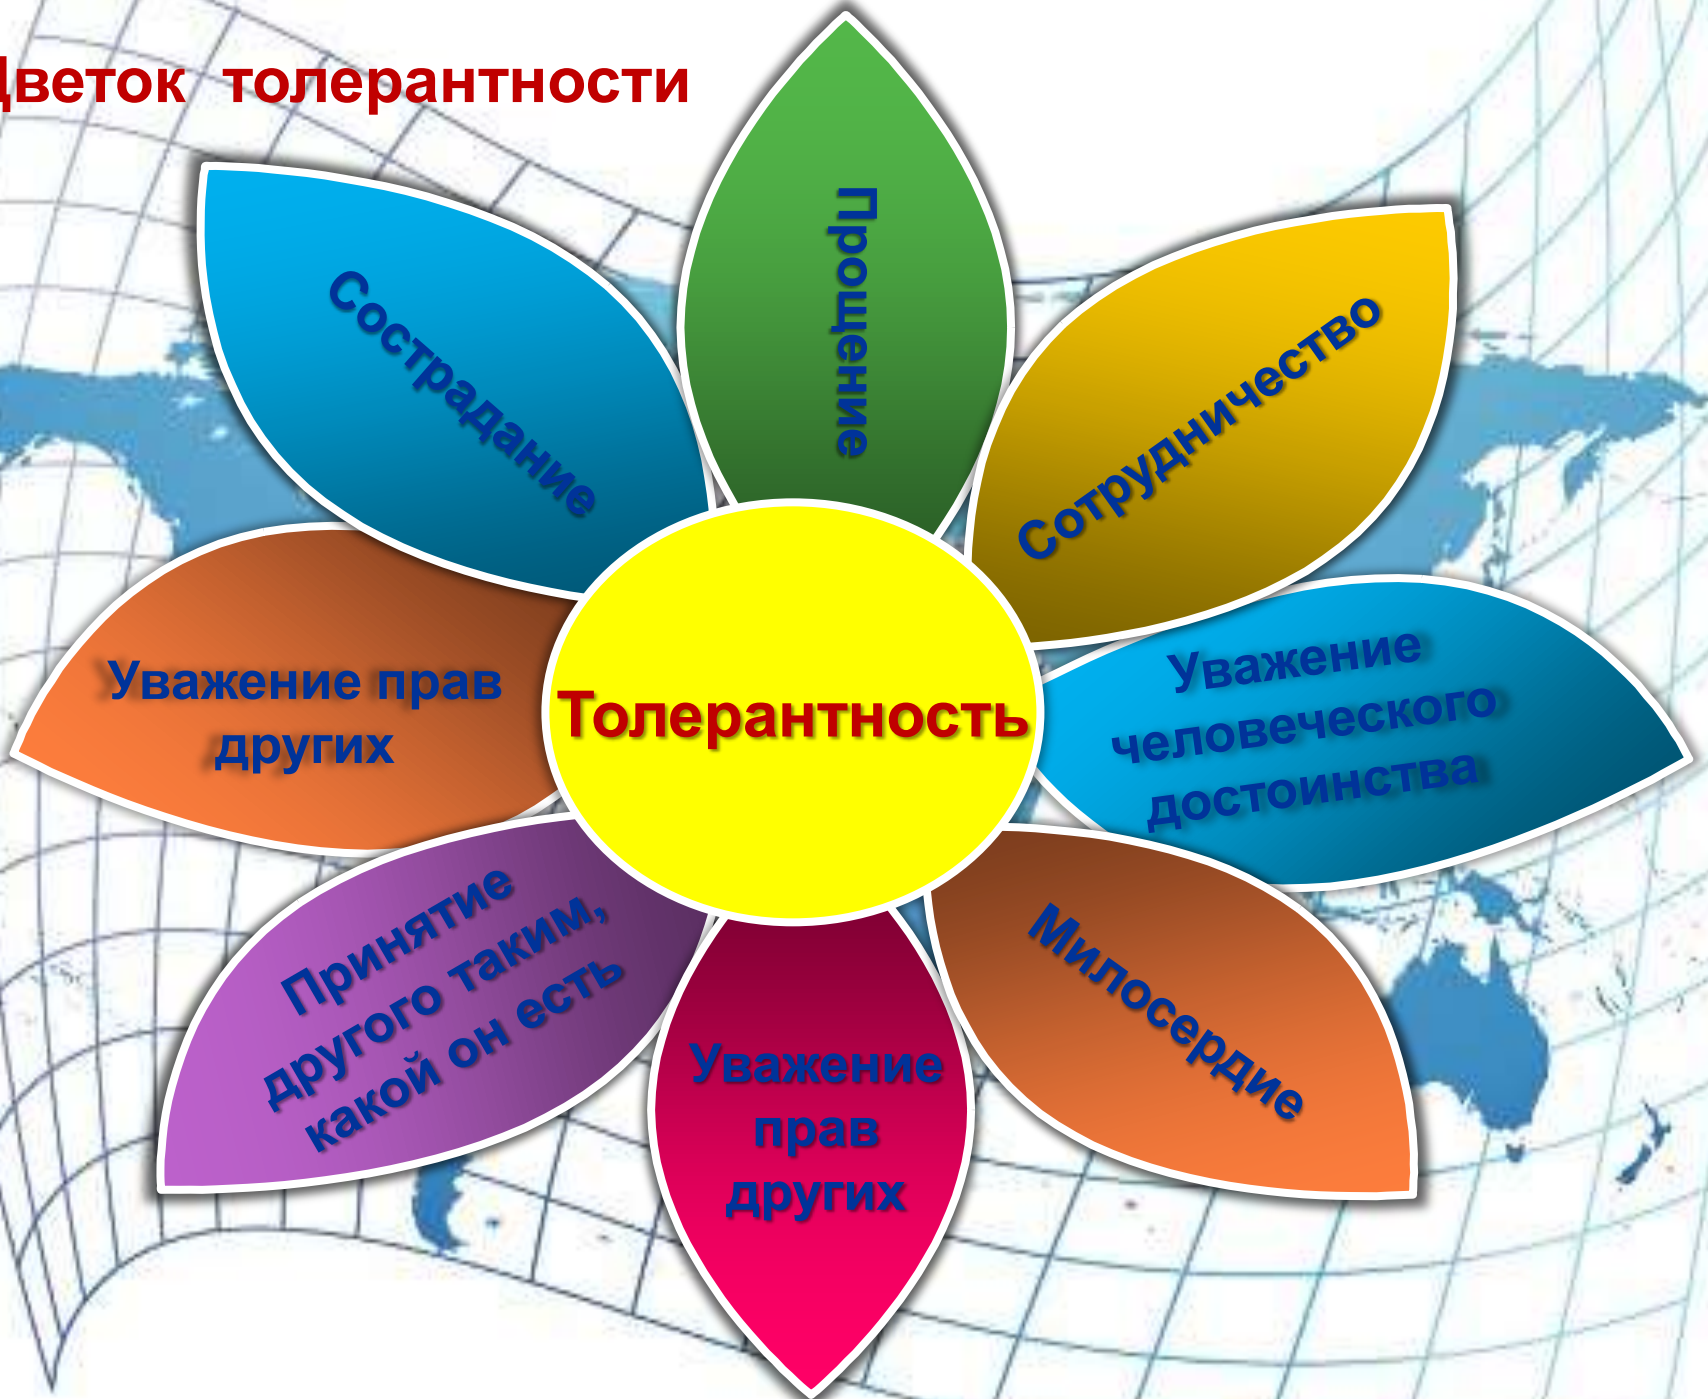 Цветок толерантности
Прощение
Сострадание
Сотрудничество
Уважение прав
других
Толерантность
Уважение
человеческого
достоинства
Принятие
другого таким,
какой он есть
Милосердие
Уважение
прав
других